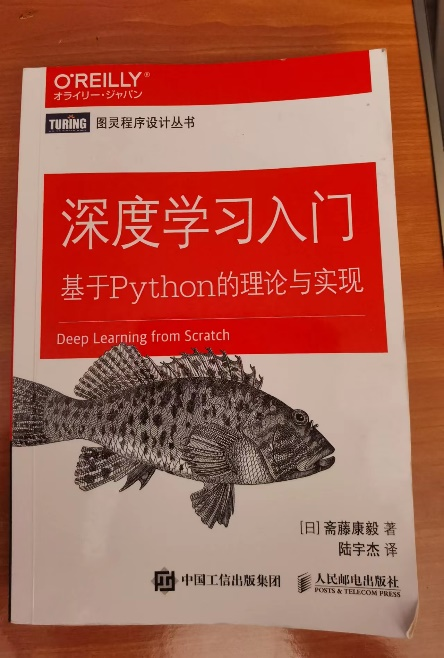 O'REILLY®
オライリー・ジャパン
TURING 图灵程序设计丛书
深度学习入门
基于Python的理论与实现
Deep Learning from Scratch
[日] 斋藤康毅 著
陆宇杰 译
中国工信出版集团 人民邮电出版社
POSTS & TELECOM PRESS